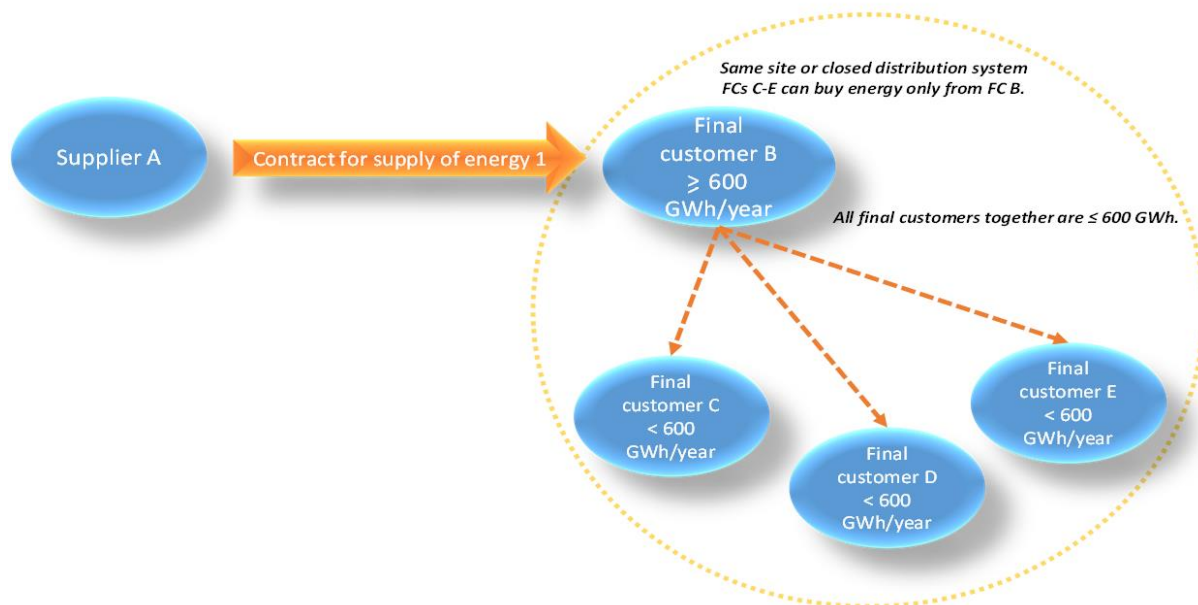 Same site or closed distribution system
FCs C-E can buy energy only from FC B.
Supplier A
Contract for supply of energy 1
Final
customer B
≥ 600
GWh/year
All final customers together are ≤ 600 GWh.
Final
customer C
< 600
GWh/year
Final
customer D
< 600
GWh/year
Final
customer E
< 600
GWh/year